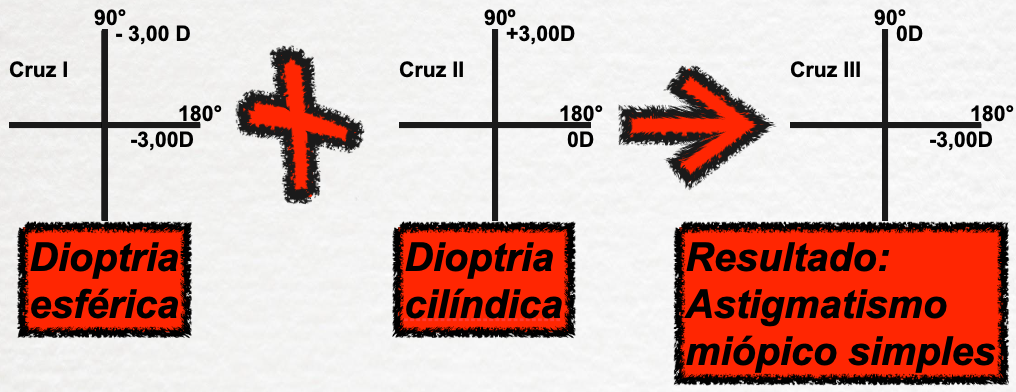 90°
- 3,00 D
Cruz I
180°
-3,00D
Dioptria
esférica
90º
+3,00D
Cruz II
180°
0D
Dioptria
cilíndica
90°
0D
Cruz III
180°
-3,00D
Resultado:
Astigmatismo
miópico simples